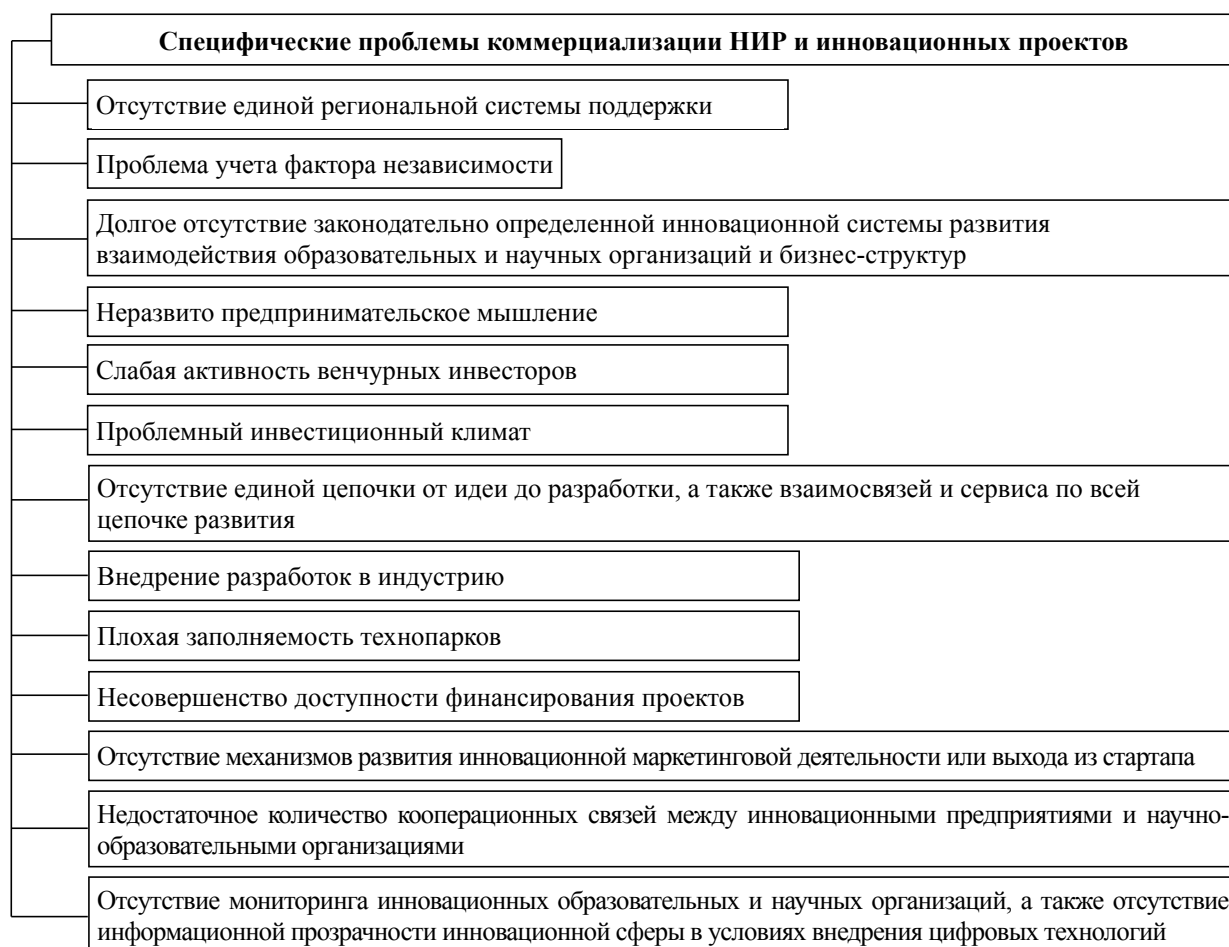 Специфические проблемы коммерциализации НИР и инновационных проектов
Отсутствие единой региональной системы поддержки
Проблема учета фактора независимости
Долгое отсутствие законодательно определенной инновационной системы развития
взаимодействия образовательных и научных организаций и бизнес-структур
Неразвито предпринимательское мышление
Слабая активность венчурных инвесторов
Проблемный инвестиционный климат
Отсутствие единой цепочки от идеи до разработки, а также взаимосвязей и сервиса по всей
цепочке развития
Внедрение разработок в индустрию
Плохая заполняемость технопарков
Несовершенство доступности финансирования проектов
Отсутствие механизмов развития инновационной маркетинговой деятельности или выхода из стартапа
Недостаточное количество кооперационных связей между инновационными предприятиями и научно-
образовательными организациями
Отсутствие мониторинга инновационных образовательных и научных организаций, а также отсутствие
информационной прозрачности инновационной сферы в условиях внедрения цифровых технологий